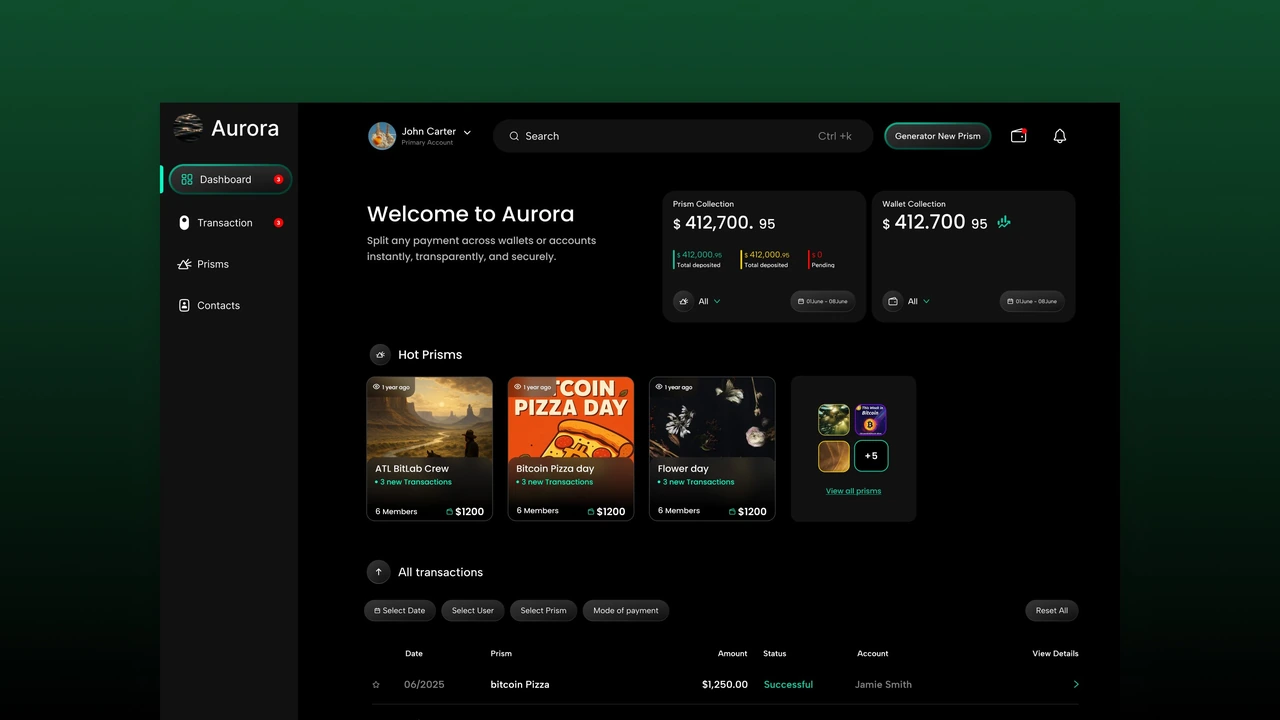 Aurora
John Carter
Primary Account
Search
Ctrl +k
Generator New Prism
Dashboard
3
Transaction
3
Prisms
Contacts
Welcome to Aurora
Split any payment across wallets or accounts
instantly, transparently, and securely.
Prism Collection
$ 412,700. 95
$ 412,000.95
Total deposited
$ 412,000.95
Total deposited
$ 0
Pending
All
01June - 08June
Wallet Collection
$ 412.700 95
All
01June - 08June
Hot Prisms
1 year ago
ATL BitLab Crew
• 3 new Transactions
6 Members
$1200
1 year ago
COIN
PIZZA DAY
Bitcoin Pizza day
• 3 new Transactions
6 Members
$1200
1 year ago
Flower day
• 3 new Transactions
6 Members
$1200
Bitcoin
+5
View all prisms
All transactions
Select Date
Select User
Select Prism
Mode of payment
Reset All
Date
Prism
Amount
Status
Account
View Details
06/2025
bitcoin Pizza
$1,250.00
Successful
Jamie Smith